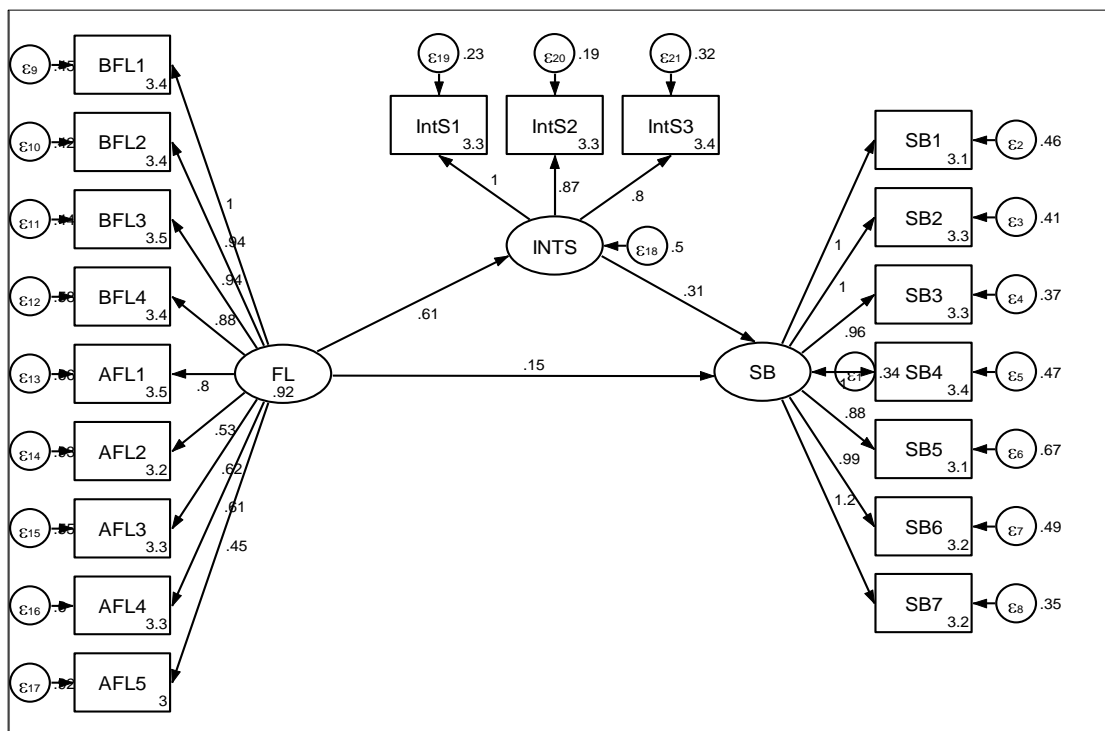 ε9
BFL1
3.4
ε10
BFL2
3.4
ε11
BFL3
3.5
ε12
BFL4
3.4
ε13
AFL1
3.5
ε14
AFL2
3.2
ε15
AFL3
3.3
ε16
AFL4
3.3
ε17
AFL5
3
1
.94
.94
.88
.8
.53
.62
.61
.45
FL
.92
.61
.15
ε19 .23
ε20 .19
ε21 .32
IntS1
3.3
IntS2
3.3
IntS3
3.4
1
.87
.8
INTS
ε18 .5
.31
SB
ε1 .34
1
1
.96
1
.88
.99
1.2
SB1
3.1
ε2 .46
SB2
3.3
ε3 .41
SB3
3.3
ε4 .37
SB4
3.4
ε5 .47
SB5
3.1
ε6 .67
SB6
3.2
ε7 .49
SB7
3.2
ε8 .35